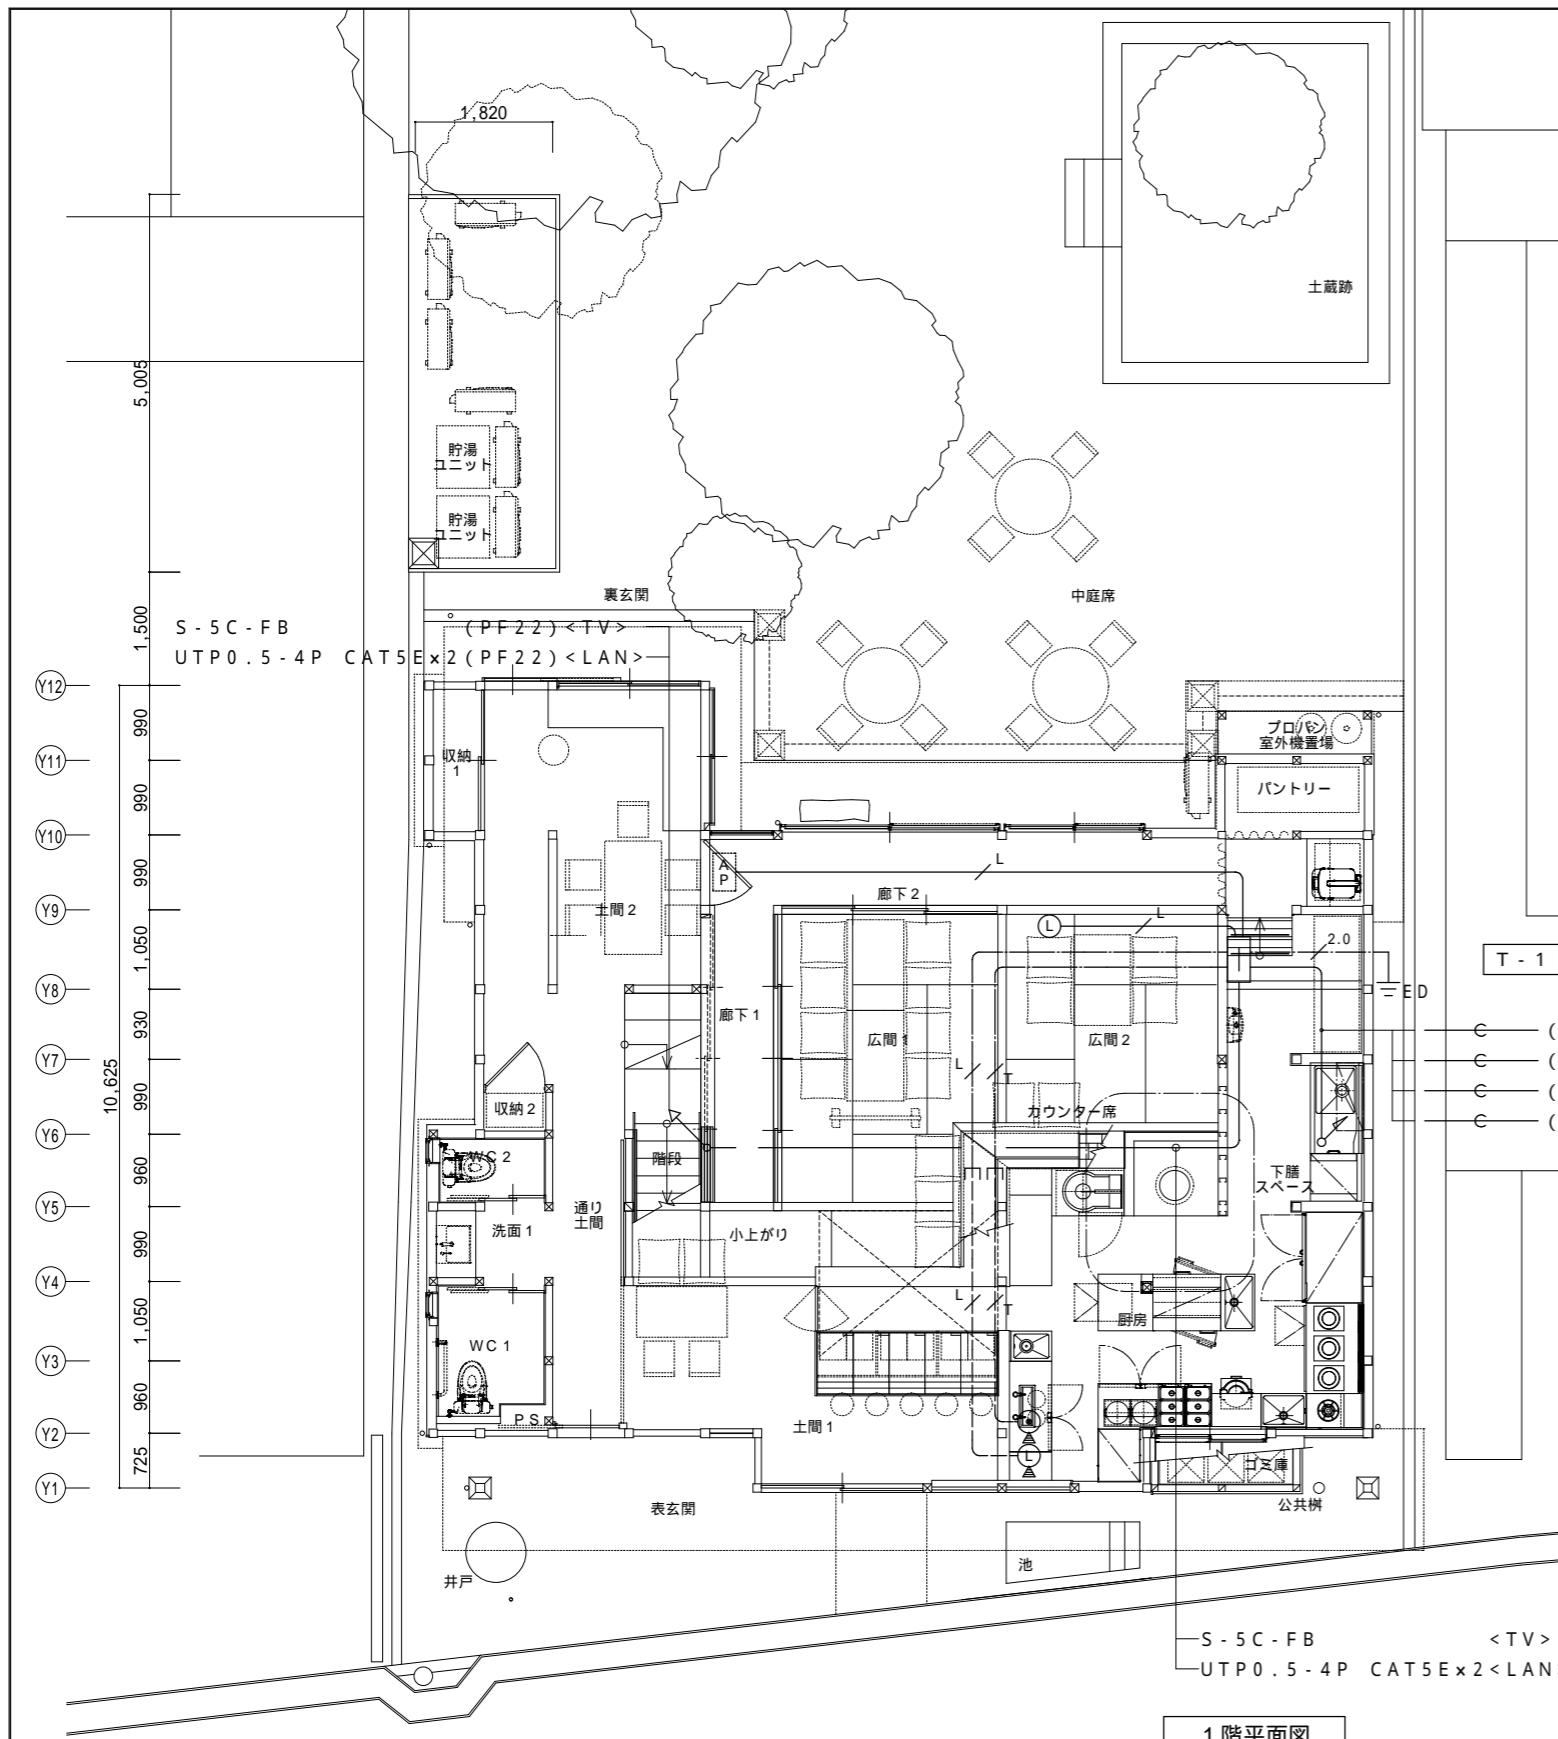 1,820
土蔵跡
5,005
貯湯
ユニット
貯湯
ユニット
裏玄関
中庭席
1,500
S-5C-FB (PF22)<TV>
UTP0.5-4P CAT5E×2(PF22)<LAN>
Y12
990
収納
1
プロパン
室外機置場
Y11
990
パントリー
Y10
L
A
P
990
廊下2
土間2
Y9
L
L
1,050
2.0
T-1
Y8
ED
930
廊下1
広間1
広間2
C (
Y7
C (
L
T
10,625
990
C (
収納2
カウンター席
C (
Y6
WC2
階段
960
下膳
スペース
Y5
通り
土間
洗面1
小上がり
990
Y4
L
T
1,050
厨房
WC1
Y3
960
PS
土間1
Y2
L
725
ゴミ庫
Y1
表玄関
公共桝
池
井戸
S-5C-FB <TV>
UTP0.5-4P CAT5E×2<LAN
1階平面図